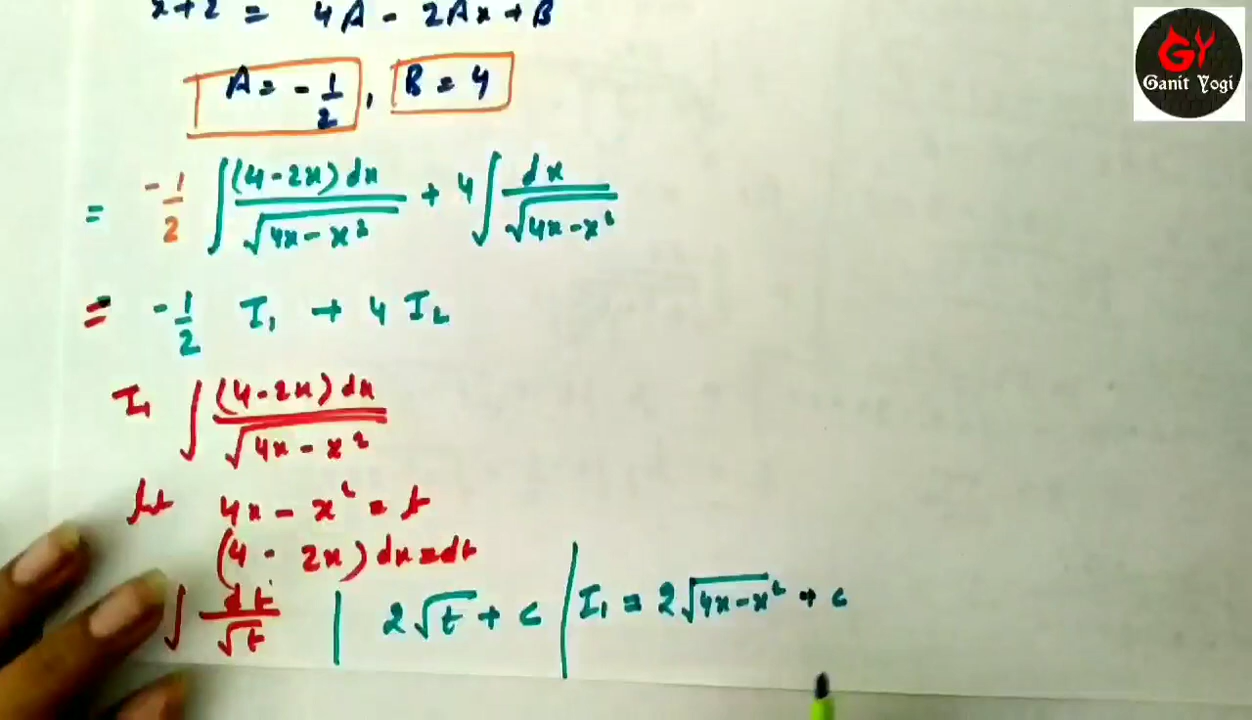 x+2 = 4A - 2Ax + B
GY
Ganit Yogi
A = -1/2 , B = 4
= -1/2 ∫ (4-2x) dx / √(4x - x²) + 4 ∫ dx / √(4x - x²)
= -1/2 I₁ + 4 I₂
I₁ ∫ (4-2x) dx / √(4x - x²)
let 4x - x² = t
(4 - 2x) dx = dt
∫ dt / √t | 2√t + c | I₁ = 2√(4x - x²) + c